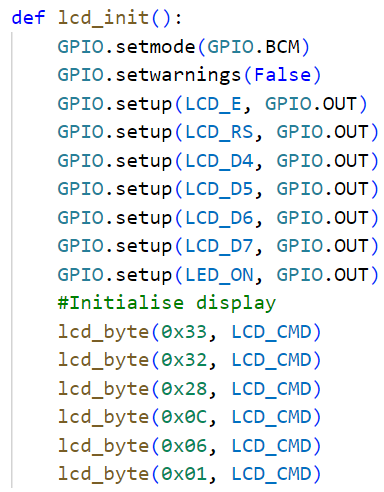 def lcd_init():
GPIO.setmode(GPIO.BCM)
GPIO.setwarnings(False)
GPIO.setup(LCD_E, GPIO.OUT)
GPIO.setup(LCD_RS, GPIO.OUT)
GPIO.setup(LCD_D4, GPIO.OUT)
GPIO.setup(LCD_D5, GPIO.OUT)
GPIO.setup(LCD_D6, GPIO.OUT)
GPIO.setup(LCD_D7, GPIO.OUT)
GPIO.setup(LED_ON, GPIO.OUT)
#Initialise display
lcd_byte(0x33, LCD_CMD)
lcd_byte(0x32, LCD_CMD)
lcd_byte(0x28, LCD_CMD)
lcd_byte(0x0C, LCD_CMD)
lcd_byte(0x06, LCD_CMD)
lcd_byte(0x01, LCD_CMD)